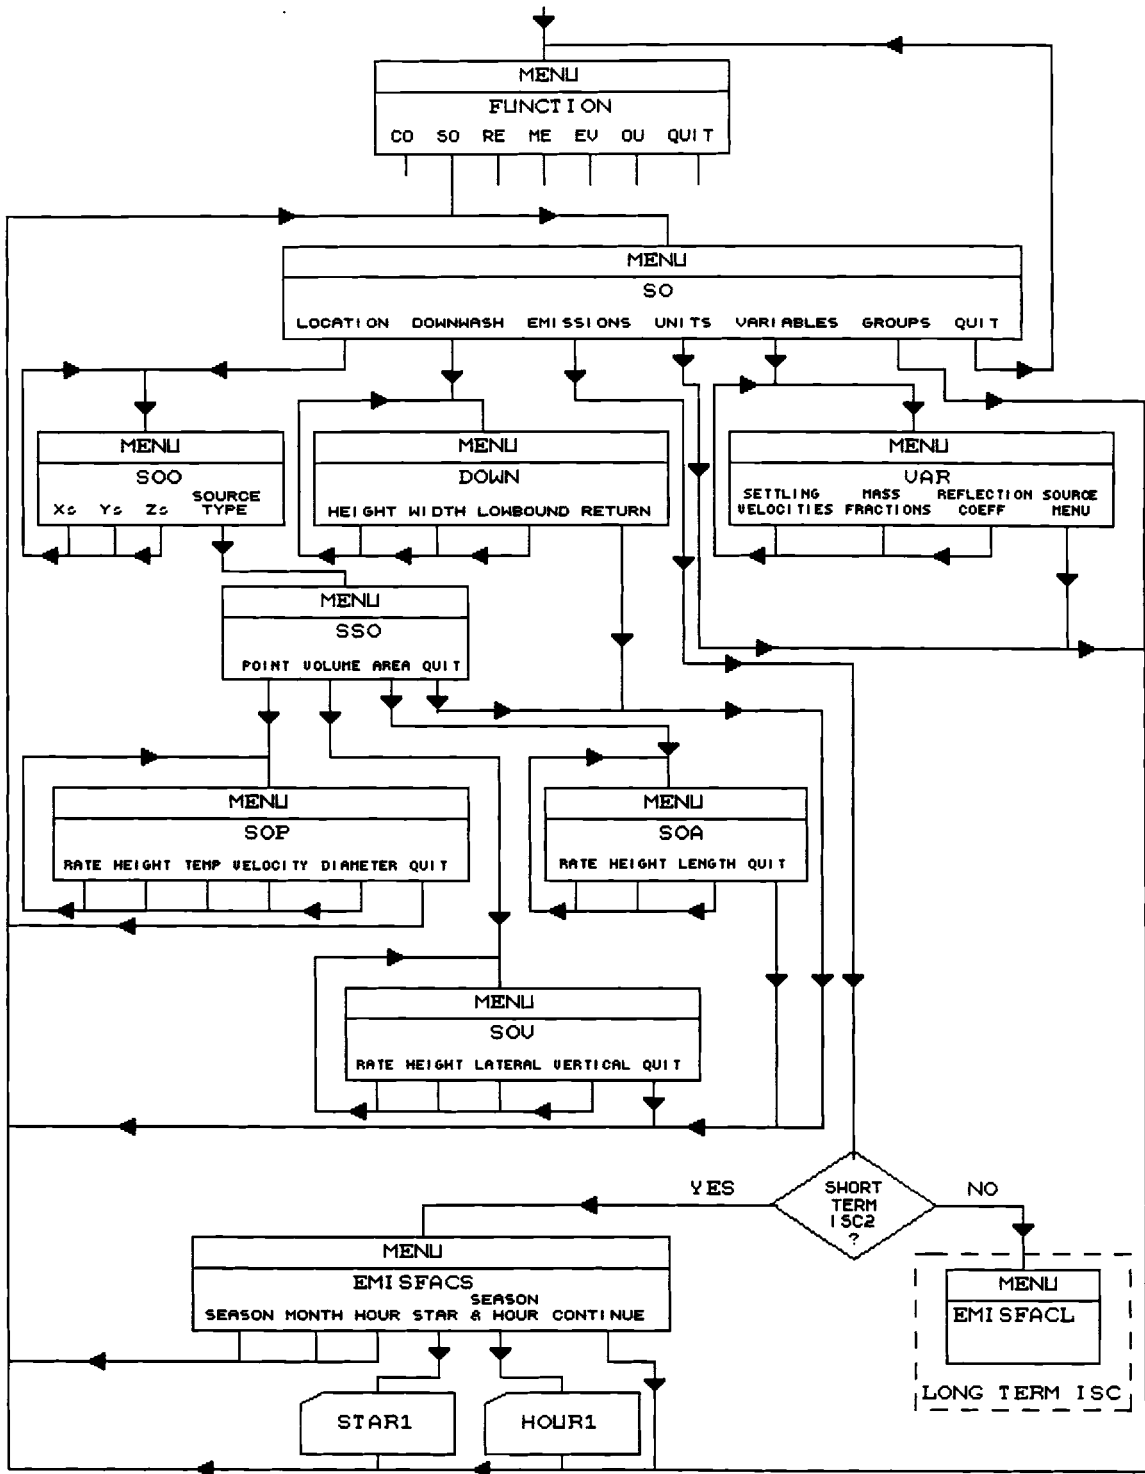 MENU
FUNCTION
CO SO RE ME EV OU QUIT
MENU
SO
LOCATION DOWNWASH EMISSIONS UNITS VARIABLES GROUPS QUIT
MENU
SOO
SOURCE
Xs Ys Zs TYPE
MENU
DOWN
HEIGHT WIDTH LOWBOUND RETURN
MENU
VAR
SETTLING MASS REFLECTION SOURCE
VELOCITIES FRACTIONS COEFF MENU
MENU
SSO
POINT VOLUME AREA QUIT
MENU
SOP
RATE HEIGHT TEMP VELOCITY DIAMETER QUIT
MENU
SOA
RATE HEIGHT LENGTH QUIT
MENU
SOV
RATE HEIGHT LATERAL VERTICAL QUIT
YES
SHORT
TERM
ISC2
?
NO
MENU
EMISFACS
SEASON
SEASON MONTH HOUR STAR & HOUR CONTINUE
MENU
EMISFACL
LONG TERM ISC
STAR1
HOUR1